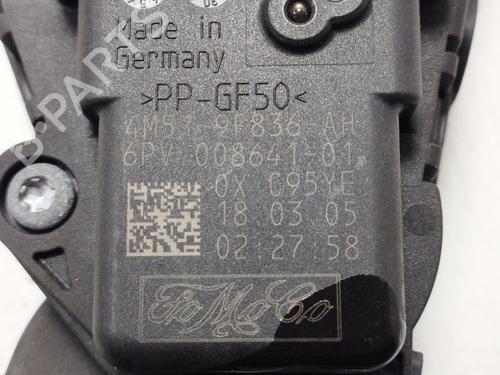 Made in
Germany
>PP-GF50<
4M51-9F836-AH
6PV 008641-01
0X C95YE
18 03 05
02:27:58
FoMoCo
B-PARTS